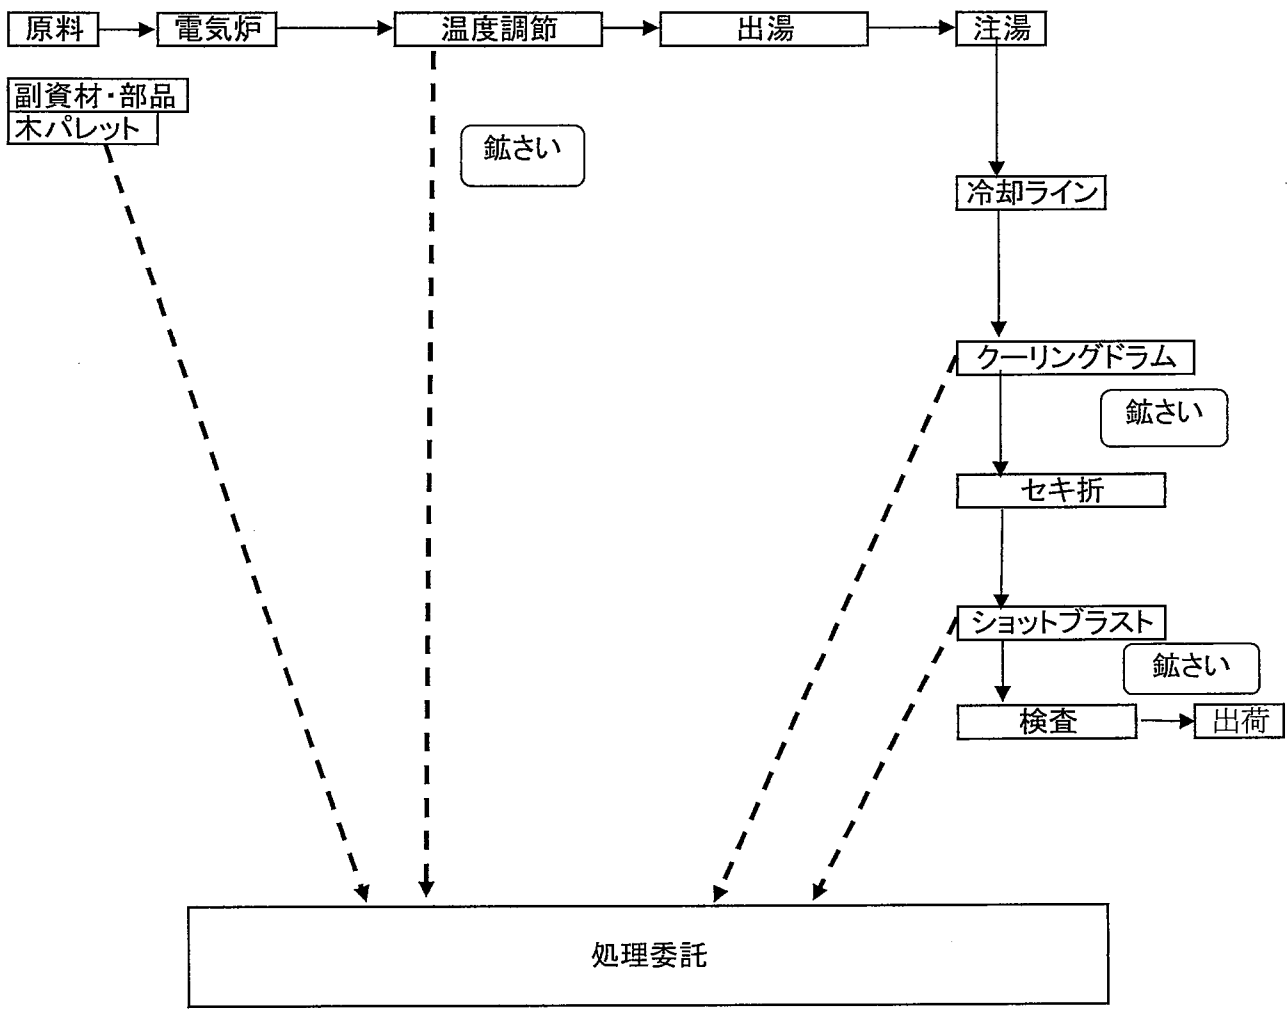 原料
電気炉
温度調節
出湯
注湯
副資材・部品
木パレット
鉱さい
冷却ライン
クーリングドラム
鉱さい
セキ折
ショットブラスト
鉱さい
検査
出荷
処理委託